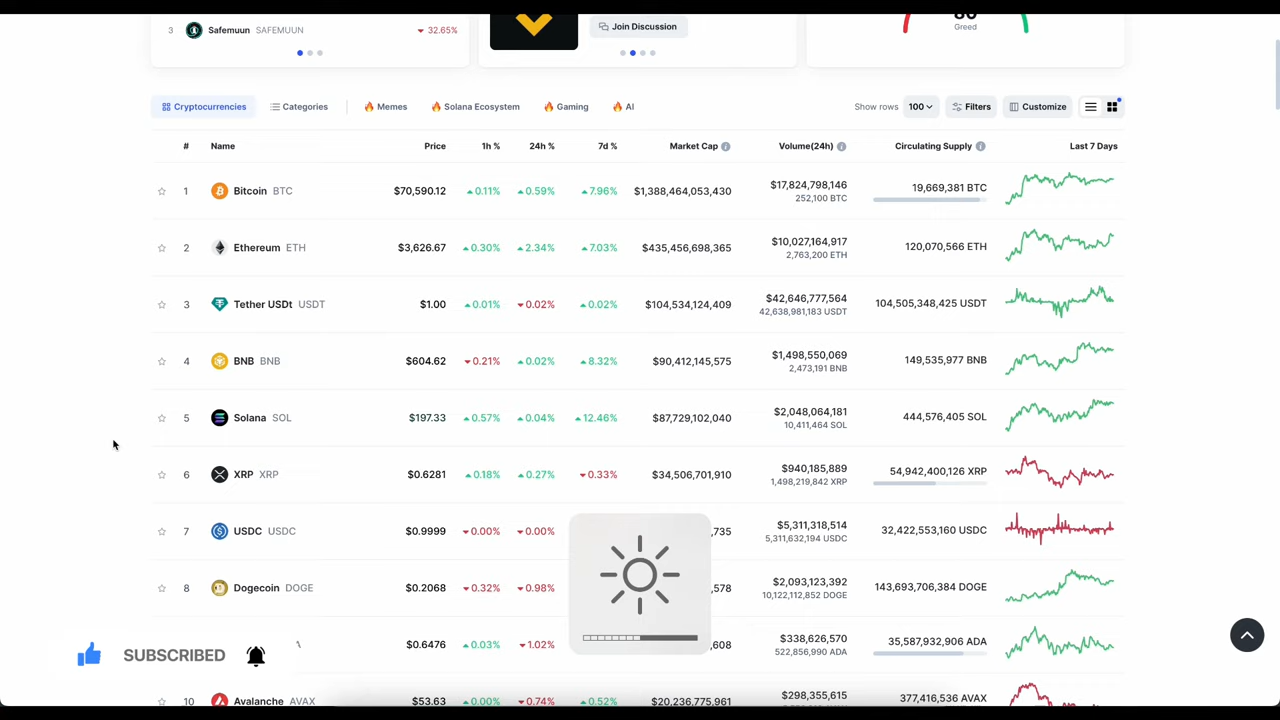 3 Safemuun SAFEMUUN 32.65%
Join Discussion
Greed
Cryptocurrencies Categories Memes Solana Ecosystem Gaming AI Show rows 100 Filters Customize
# Name Price 1h % 24h % 7d % Market Cap Volume(24h) Circulating Supply Last 7 Days
1 Bitcoin BTC $70,590.12 0.11% 0.59% 7.96% $1,388,464,053,430 $17,824,798,146 19,669,381 BTC
252,100 BTC
2 Ethereum ETH $3,626.67 0.30% 2.34% 7.03% $435,456,698,365 $10,027,164,917 120,070,566 ETH
2,763,200 ETH
3 Tether USDt USDT $1.00 0.01% 0.02% 0.02% $104,534,124,409 $42,646,777,564 104,505,348,425 USDT
42,638,981,183 USDT
4 BNB BNB $604.62 0.21% 0.02% 8.32% $90,412,145,575 $1,498,550,069 149,535,977 BNB
2,473,191 BNB
5 Solana SOL $197.33 0.57% 0.04% 12.46% $87,729,102,040 $2,048,064,181 444,576,405 SOL
10,411,464 SOL
6 XRP XRP $0.6281 0.18% 0.27% 0.33% $34,506,701,910 $940,185,889 54,942,400,126 XRP
1,498,219,842 XRP
7 USDC USDC $0.9999 0.00% 0.00% ,735 $5,311,318,514 32,422,553,160 USDC
5,311,632,194 USDC
8 Dogecoin DOGE $0.2068 0.32% 0.98% ,578 $2,093,123,392 143,693,706,384 DOGE
10,122,112,852 DOGE
$0.6476 0.03% 1.02% ,608 $338,626,570 35,587,932,906 ADA
522,856,990 ADA
SUBSCRIBED
10 Avalanche AVAX $53.63 0.00% 0.74% 0.52% $20,236,775,961 $298,355,615 377,416,536 AVAX